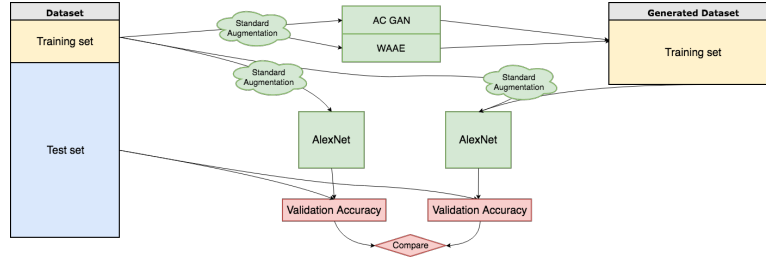 Dataset
Training set
Test set
Standard
Augmentation
AC GAN
WAAE
Generated Dataset
Training set
Standard
Augmentation
Standard
Augmentation
AlexNet
AlexNet
Validation Accuracy
Validation Accuracy
Compare